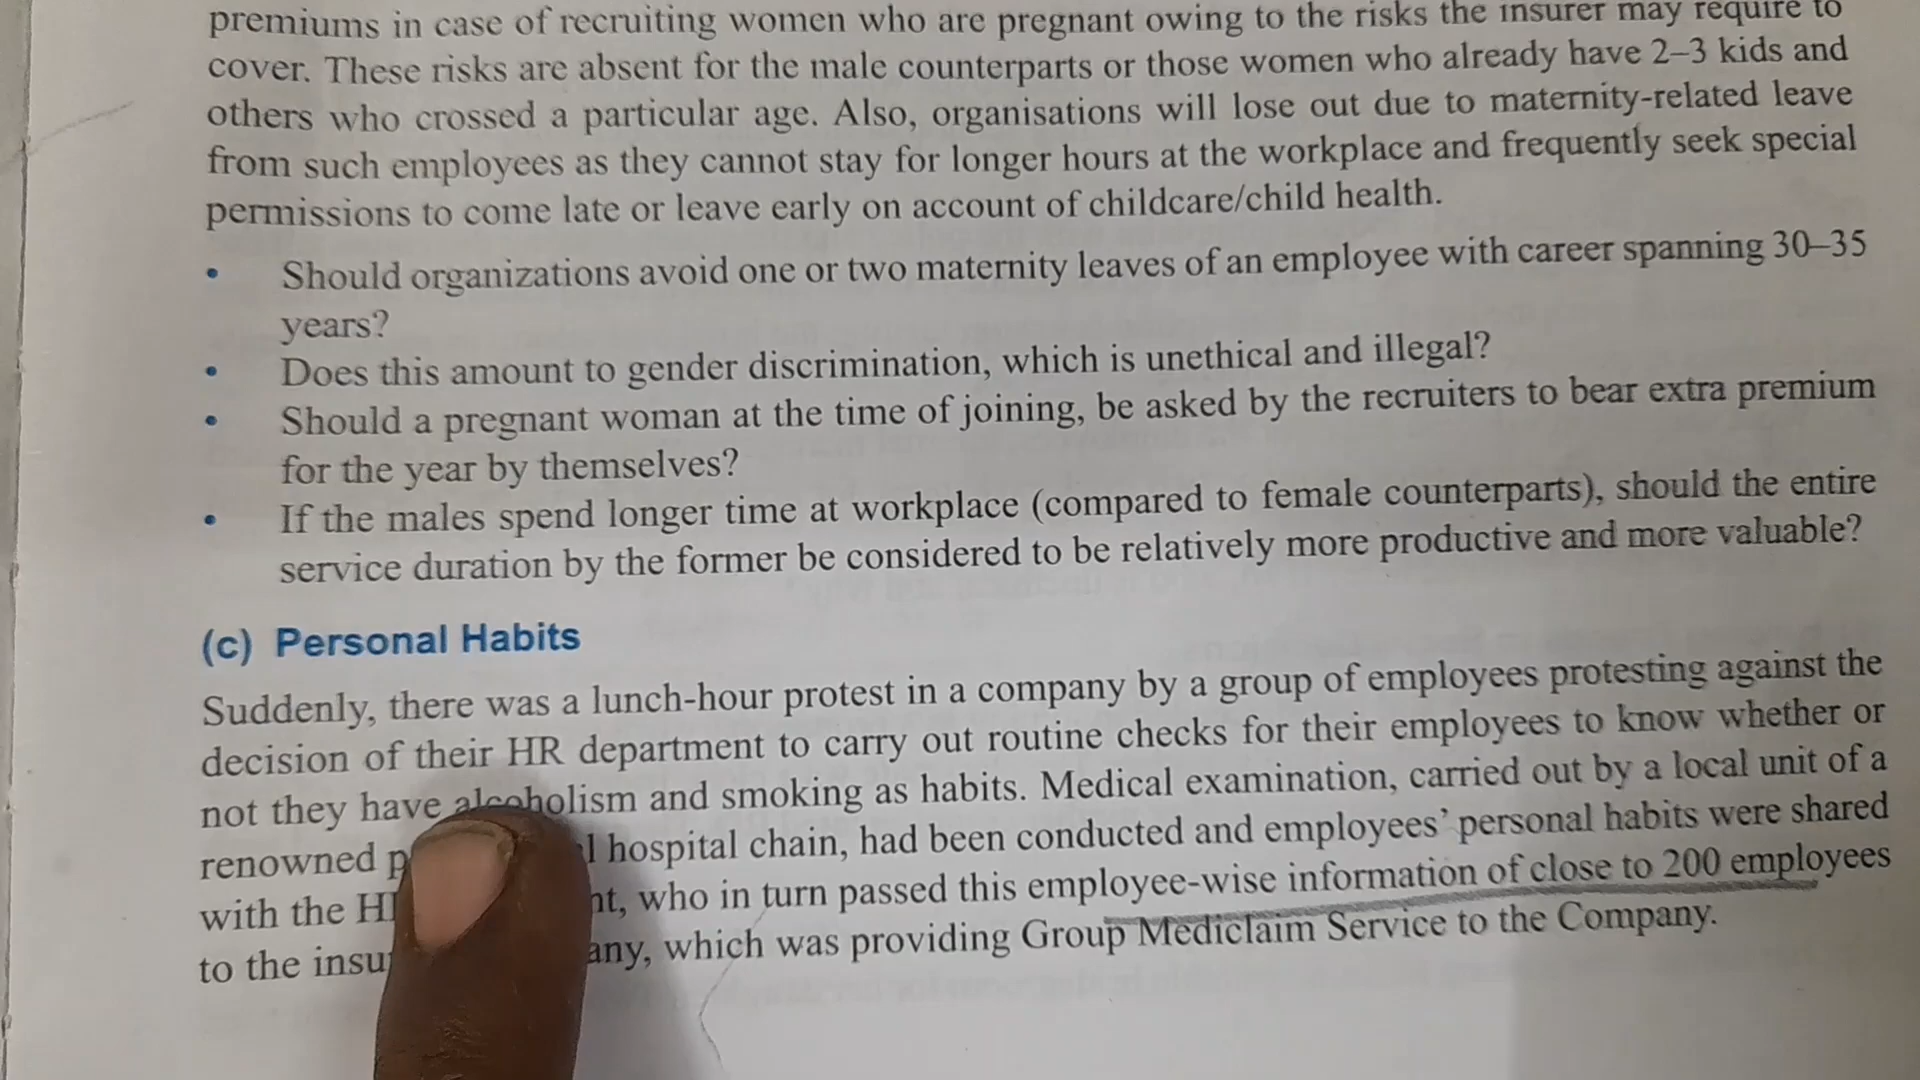 premiums in case of recruiting women who are pregnant owing to the risks the insurer may require to
cover. These risks are absent for the male counterparts or those women who already have 2–3 kids and
others who crossed a particular age. Also, organisations will lose out due to maternity-related leave
from such employees as they cannot stay for longer hours at the workplace and frequently seek special
permissions to come late or leave early on account of childcare/child health.
• Should organizations avoid one or two maternity leaves of an employee with career spanning 30–35
years?
• Does this amount to gender discrimination, which is unethical and illegal?
• Should a pregnant woman at the time of joining, be asked by the recruiters to bear extra premium
for the year by themselves?
• If the males spend longer time at workplace (compared to female counterparts), should the entire
service duration by the former be considered to be relatively more productive and more valuable?
(c) Personal Habits
Suddenly, there was a lunch-hour protest in a company by a group of employees protesting against the
decision of their HR department to carry out routine checks for their employees to know whether or
not they have alcoholism and smoking as habits. Medical examination, carried out by a local unit of a
renowned hospital chain, had been conducted and employees' personal habits were shared
with the who in turn passed this employee-wise information of close to 200 employees
to the which was providing Group Mediclaim Service to the Company.